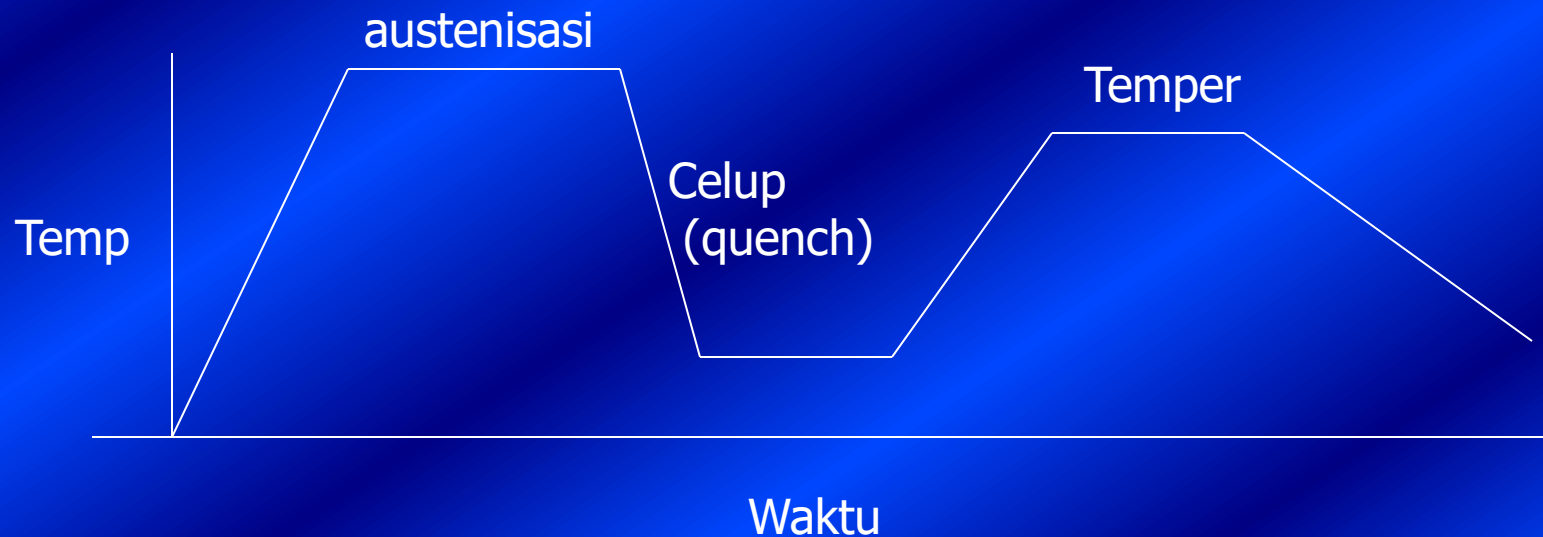 austenisasi
Temper
Celup
(quench)
Temp
Waktu